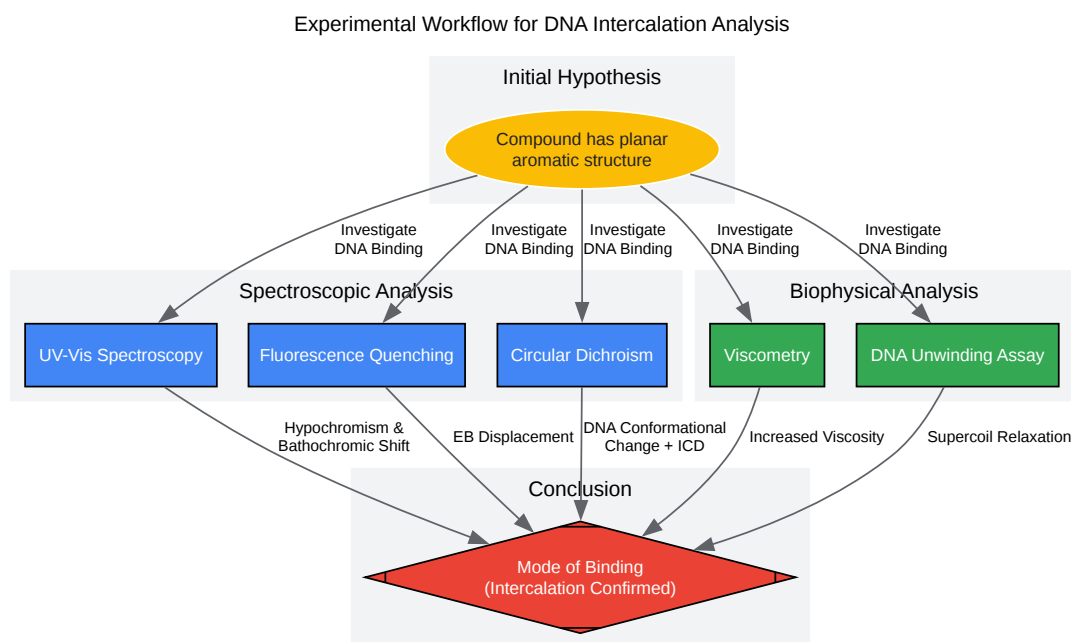 Experimental Workflow for DNA Intercalation Analysis
Initial Hypothesis
Compound has planar
aromatic structure
Investigate
DNA Binding
Investigate
DNA Binding
Investigate
DNA Binding
Investigate
DNA Binding
Investigate
DNA Binding
Spectroscopic Analysis
Biophysical Analysis
UV-Vis Spectroscopy
Fluorescence Quenching
Circular Dichroism
Viscometry
DNA Unwinding Assay
Hypochromism &
Bathochromic Shift
EB Displacement
DNA Conformational
Change + ICD
Increased Viscosity
Supercoil Relaxation
Conclusion
Mode of Binding
(Intercalation Confirmed)